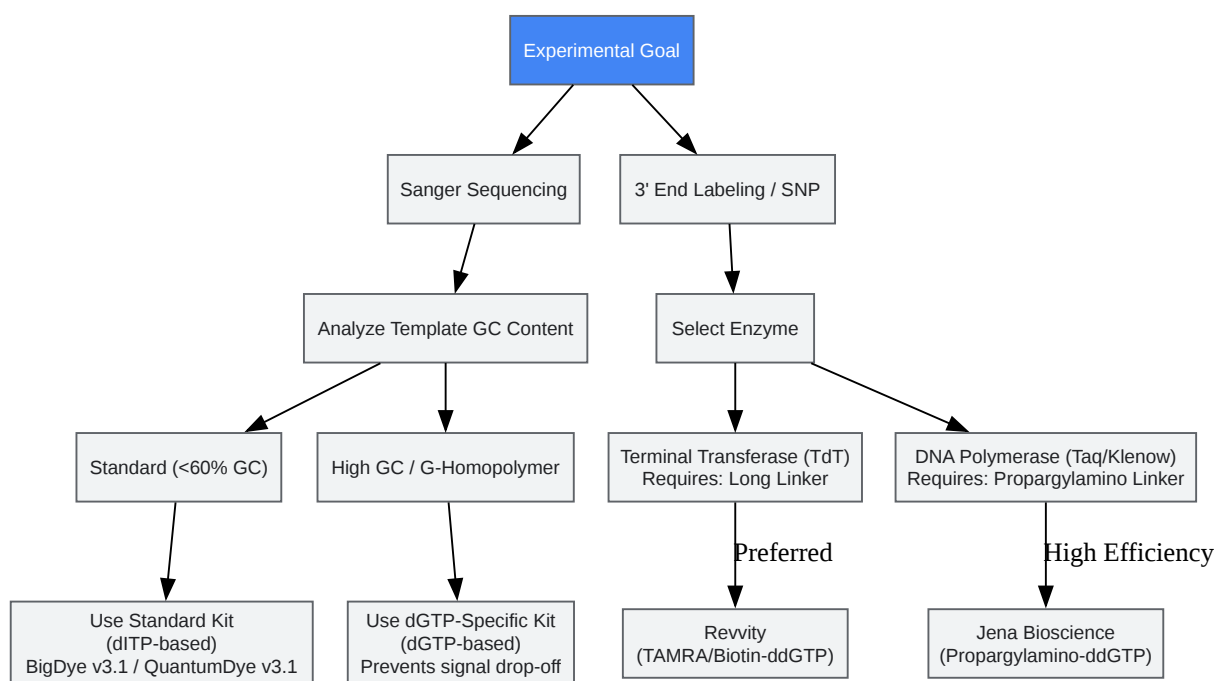 Experimental Goal
Sanger Sequencing
3' End Labeling / SNP
Analyze Template GC Content
Select Enzyme
Standard (<60% GC)
High GC / G-Homopolymer
Terminal Transferase (TdT)
Requires: Long Linker
DNA Polymerase (Taq/Klenow)
Requires: Propargylamino Linker
Preferred
High Efficiency
Use Standard Kit
(dITP-based)
BigDye v3.1 / QuantumDye v3.1
Use dGTP-Specific Kit
(dGTP-based)
Prevents signal drop-off
Revvity
(TAMRA/Biotin-ddGTP)
Jena Bioscience
(Propargylamino-ddGTP)